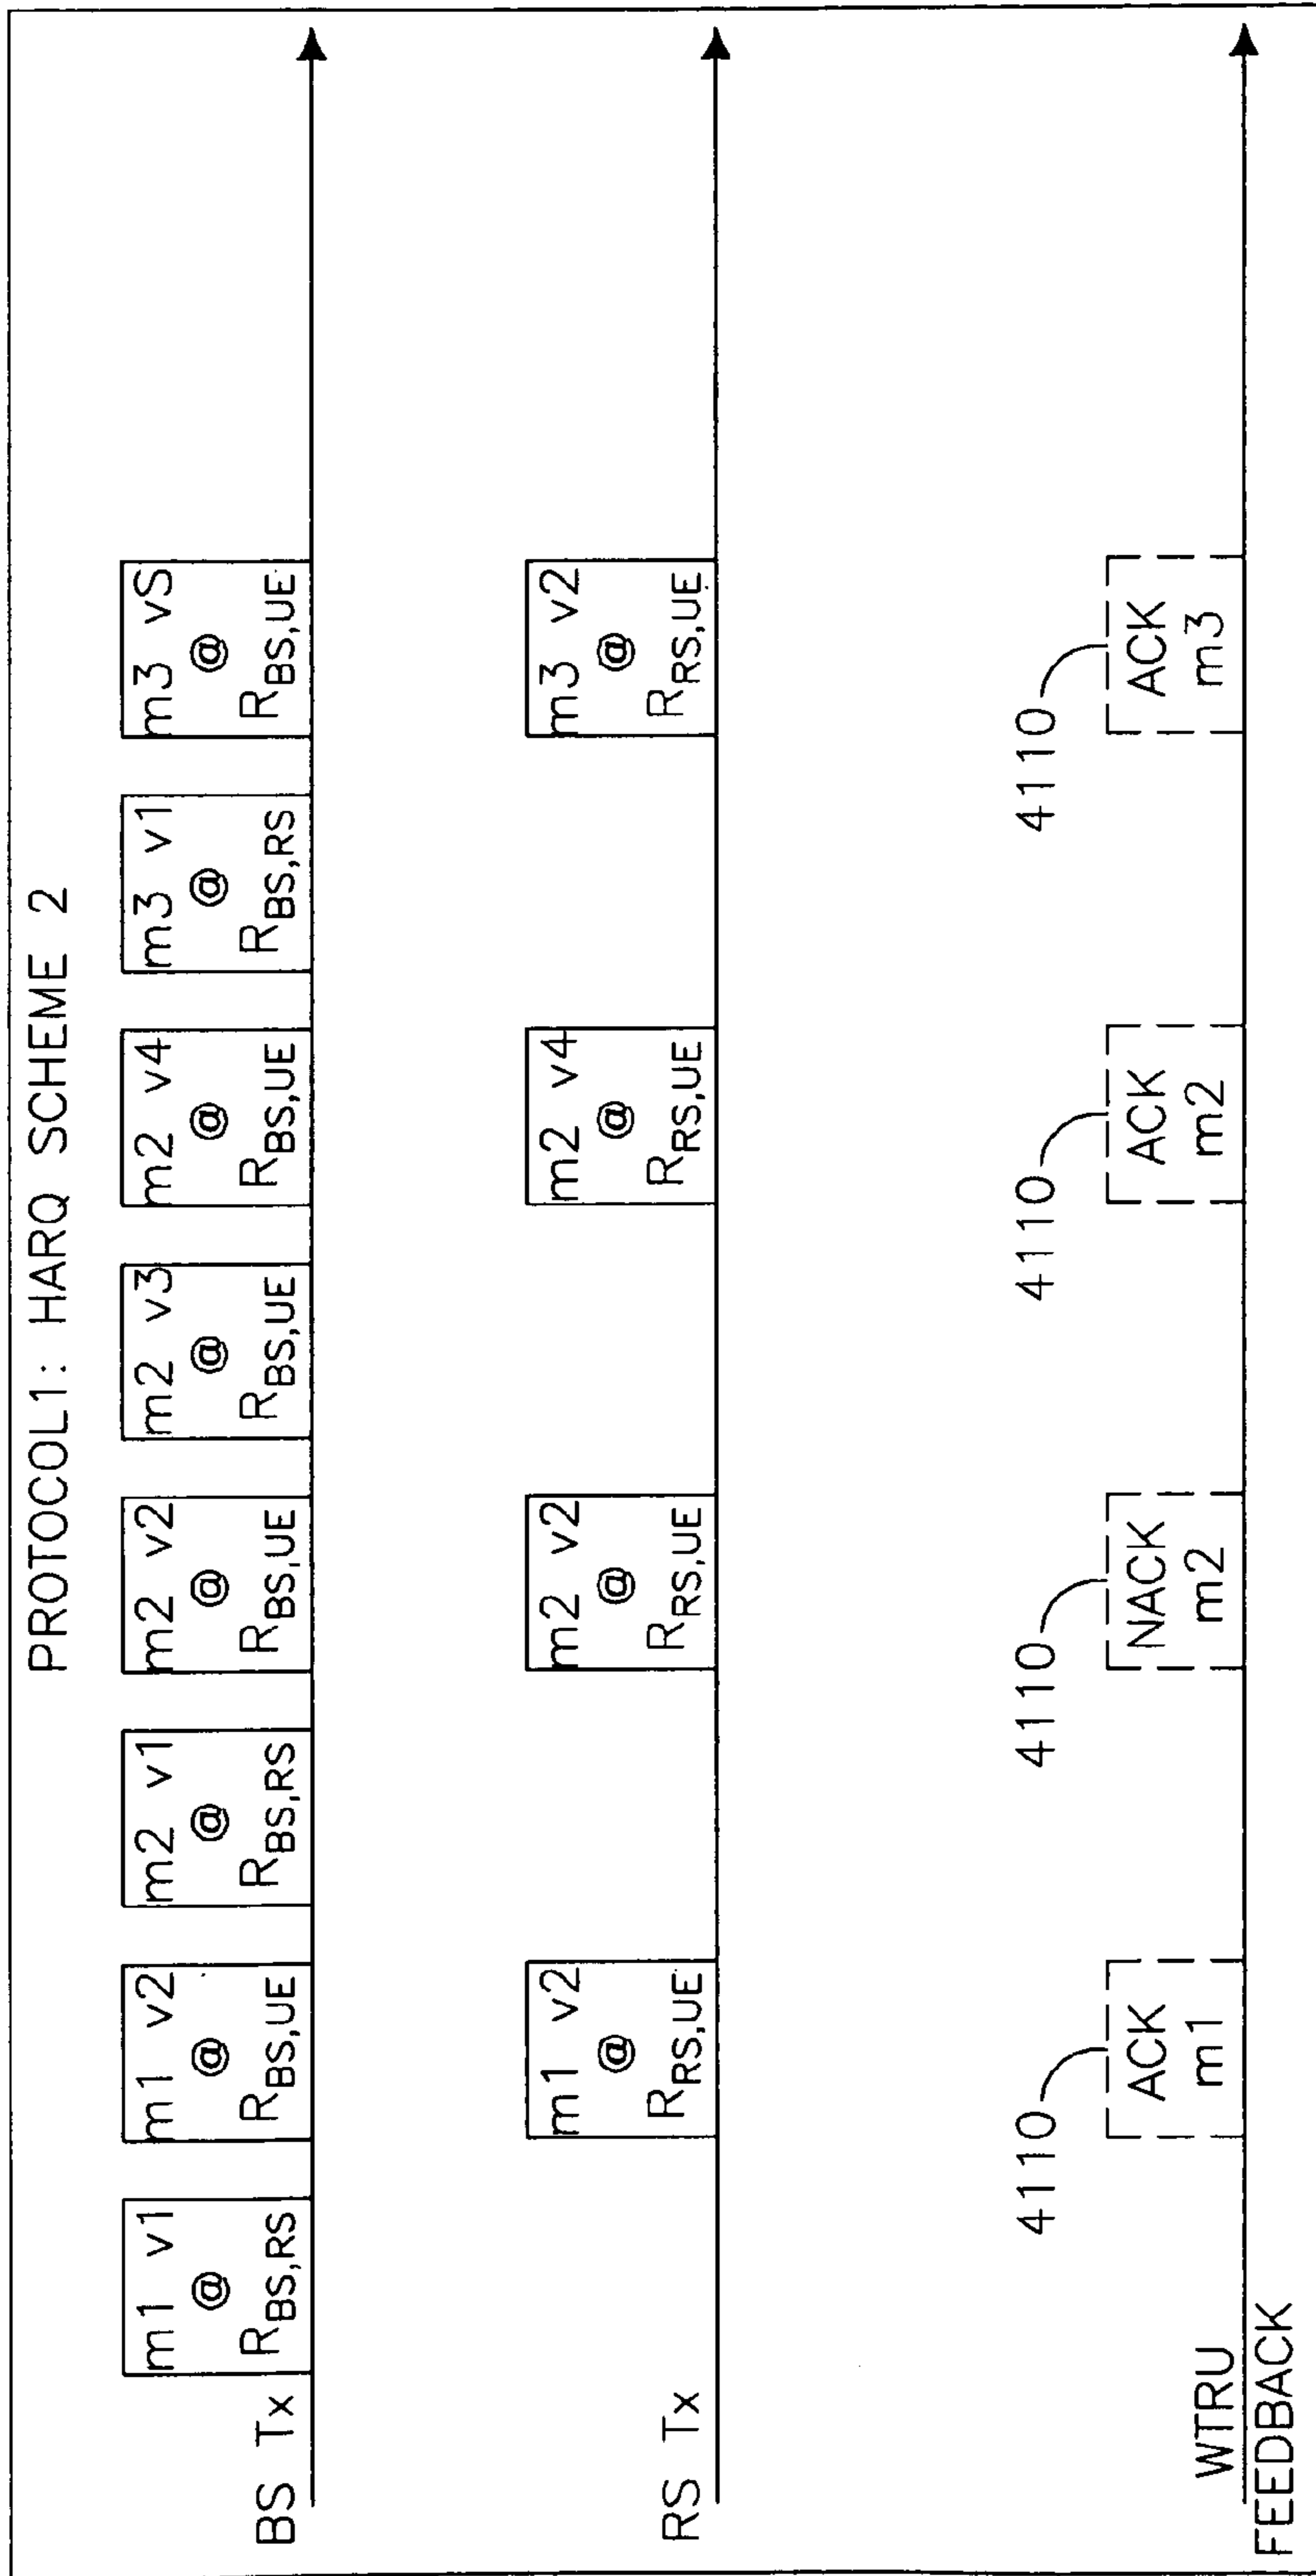 PROTOCOL1: HARQ SCHEME 2
BS Tx
m1 v1
@
RBS,RS
m1 v2
@
RBS,UE
m2 v1
@
RBS,RS
m2 v2
@
RBS,UE
m2 v3
@
RBS,UE
m2 v4
@
RBS,UE
m3 v1
@
RBS,RS
m3 vS
@
RBS,UE
RS Tx
m1 v2
@
RRS,UE
m2 v2
@
RRS,UE
m2 v4
@
RRS,UE
m3 v2
@
RRS,UE
WTRU
FEEDBACK
4110
ACK
m1
4110
NACK
m2
4110
ACK
m2
4110
ACK
m3